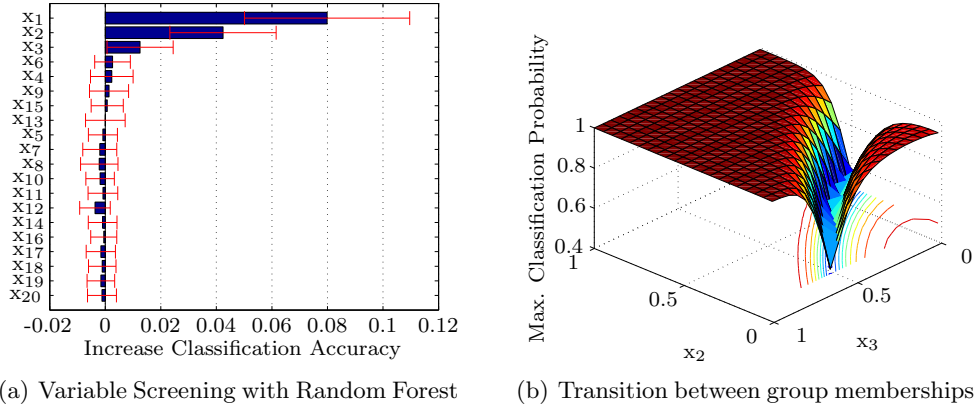 x1
x2
x3
x6
x4
x9
x15
x13
x5
x7
x8
x10
x11
x12
x14
x16
x17
x18
x19
x20
-0.02 0 0.02 0.04 0.06 0.08 0.1 0.12
Increase Classification Accuracy
(a) Variable Screening with Random Forest
Max. Classification Probability
1
0.8
0.6
0.4
1 0.5 0
x2
1 0.5 0
x3
(b) Transition between group memberships